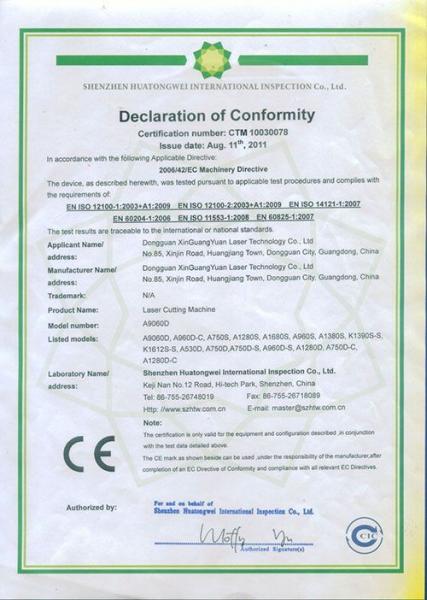 SHENZHEN HUATONGWEI INTERNATIONAL INSPECTION Co., Ltd.
Declaration of Conformity
Certification number: CTM 10030078
Issue date: Aug. 11th, 2011
In accordance with the following Applicable Directive:
2006/42/EC Machinery Directive
The device, as described herewith, was tested pursuant to applicable test procedures and complies with
the requirements of:
EN ISO 12100-1:2003+A1:2009 EN ISO 12100-2:2003+A1:2009 EN ISO 14121-1:2007
EN 60204-1:2006 EN ISO 11553-1:2008 EN 60825-1:2007
The test results are traceable to the international or national standards.
Applicant Name/ Dongguan XinGuangYuan Laser Technology Co., Ltd
address: No.85, Xinjin Road, Huangjiang Town, Dongguan City, Guangdong, China
Manufacturer Name/ Dongguan XinGuangYuan Laser Technology Co., Ltd
address: No.85, Xinjin Road, Huangjiang Town, Dongguan City, Guangdong, China
Trademark: N/A
Product Name: Laser Cutting Machine
Model number: A9060D
Listed models: A9060D, A960D-C, A750S, A1280S, A1680S, A960S, A1380S, K1390S-S,
K1612S-S, A530D, A750D,A750D-S, A960D-S, A1280D, A750D-C,
A1280D-C
Laboratory Name/ Shenzhen Huatongwei International Inspection Co., Ltd.
address: Keji Nan No.12 Road, Hi-tech Park, Shenzhen, China
Tel: 86-755-26748019 Fax: 86-755-26718089
Http: //www.szhtw.com.cn E-mail: master@szhtw.com.cn
Note:
The certification is only valid for the equipment and configuration described ,in conjunction
with the test data detailed above.
The CE mark as shown beside can be used ,under the responsibility of the manufacturer,after
completion of an EC Directive of Conformity and compliance with all relevant EC Directives.
CE
Authorized by:
For and on behalf of
Shenzhen Huatongwei International Inspection Co., Ltd.
Authorized Signature(s)
CIC